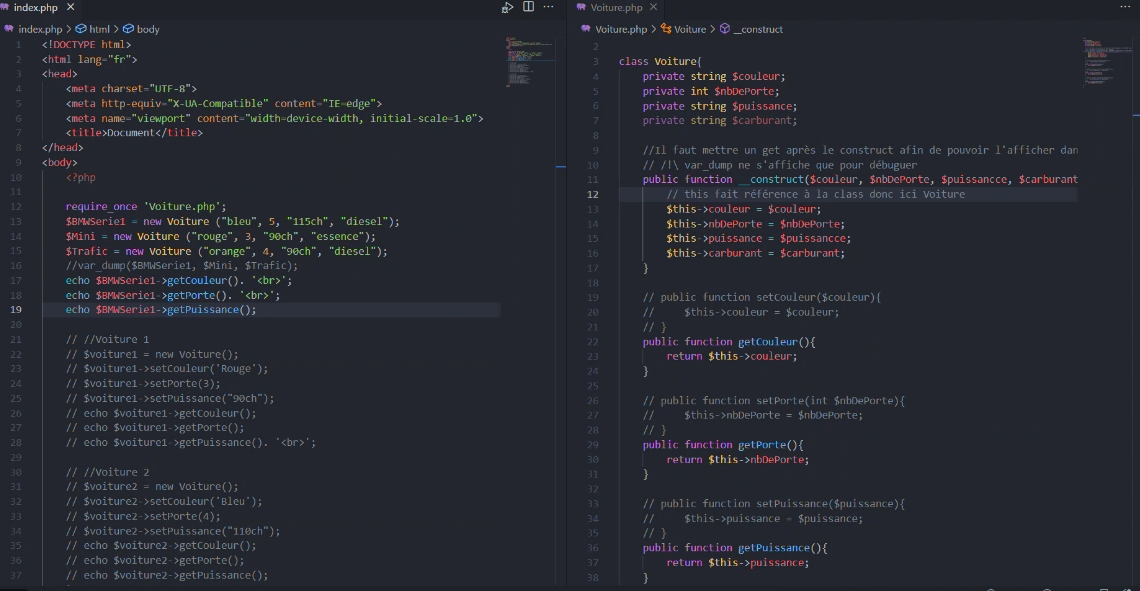 index.php
index.php > html > body
1 <!DOCTYPE html>
2 <html lang="fr">
3 <head>
4 <meta charset="UTF-8">
5 <meta http-equiv="X-UA-Compatible" content="IE=edge">
6 <meta name="viewport" content="width=device-width, initial-scale=1.0">
7 <title>Document</title>
8 </head>
9 <body>
10 <?php
11
12 require_once 'Voiture.php';
13 $BMWSerie1 = new Voiture ("bleu", 5, "115ch", "diesel");
14 $Mini = new Voiture ("rouge", 3, "90ch", "essence");
15 $Trafic = new Voiture ("orange", 4, "90ch", "diesel");
16 //var_dump($BMWSerie1, $Mini, $Trafic);
17 echo $BMWSerie1->getCouleur(). '<br>';
18 echo $BMWSerie1->getPorte(). '<br>';
19 echo $BMWSerie1->getPuissance();
20
21 // //Voiture 1
22 // $voiture1 = new Voiture();
23 // $voiture1->setCouleur('Rouge');
24 // $voiture1->setPorte(3);
25 // $voiture1->setPuissance("90ch");
26 // echo $voiture1->getCouleur();
27 // echo $voiture1->getPorte();
28 // echo $voiture1->getPuissance(). '<br>';
29
30 // //Voiture 2
31 // $voiture2 = new Voiture();
32 // $voiture2->setCouleur('Bleu');
33 // $voiture2->setPorte(4);
34 // $voiture2->setPuissance("110ch");
35 // echo $voiture2->getCouleur();
36 // echo $voiture2->getPorte();
37 // echo $voiture2->getPuissance();
Voiture.php
Voiture.php > Voiture > __construct
2
3 class Voiture{
4 private string $couleur;
5 private int $nbDePorte;
6 private string $puissance;
7 private string $carburant;
8
9 //Il faut mettre un get après le construct afin de pouvoir l'afficher dan
10 // /!\ var_dump ne s'affiche que pour débuguer
11 public function __construct($couleur, $nbDePorte, $puissancce, $carburant
12 // this fait référence à la class donc ici Voiture
13 $this->couleur = $couleur;
14 $this->nbDePorte = $nbDePorte;
15 $this->puissance = $puissancce;
16 $this->carburant = $carburant;
17 }
18
19 // public function setCouleur($couleur){
20 // $this->couleur = $couleur;
21 // }
22 public function getCouleur(){
23 return $this->couleur;
24 }
25
26 // public function setPorte(int $nbDePorte){
27 // $this->nbDePorte = $nbDePorte;
28 // }
29 public function getPorte(){
30 return $this->nbDePorte;
31 }
32
33 // public function setPuissance($puissance){
34 // $this->puissance = $puissance;
35 // }
36 public function getPuissance(){
37 return $this->puissance;
38 }